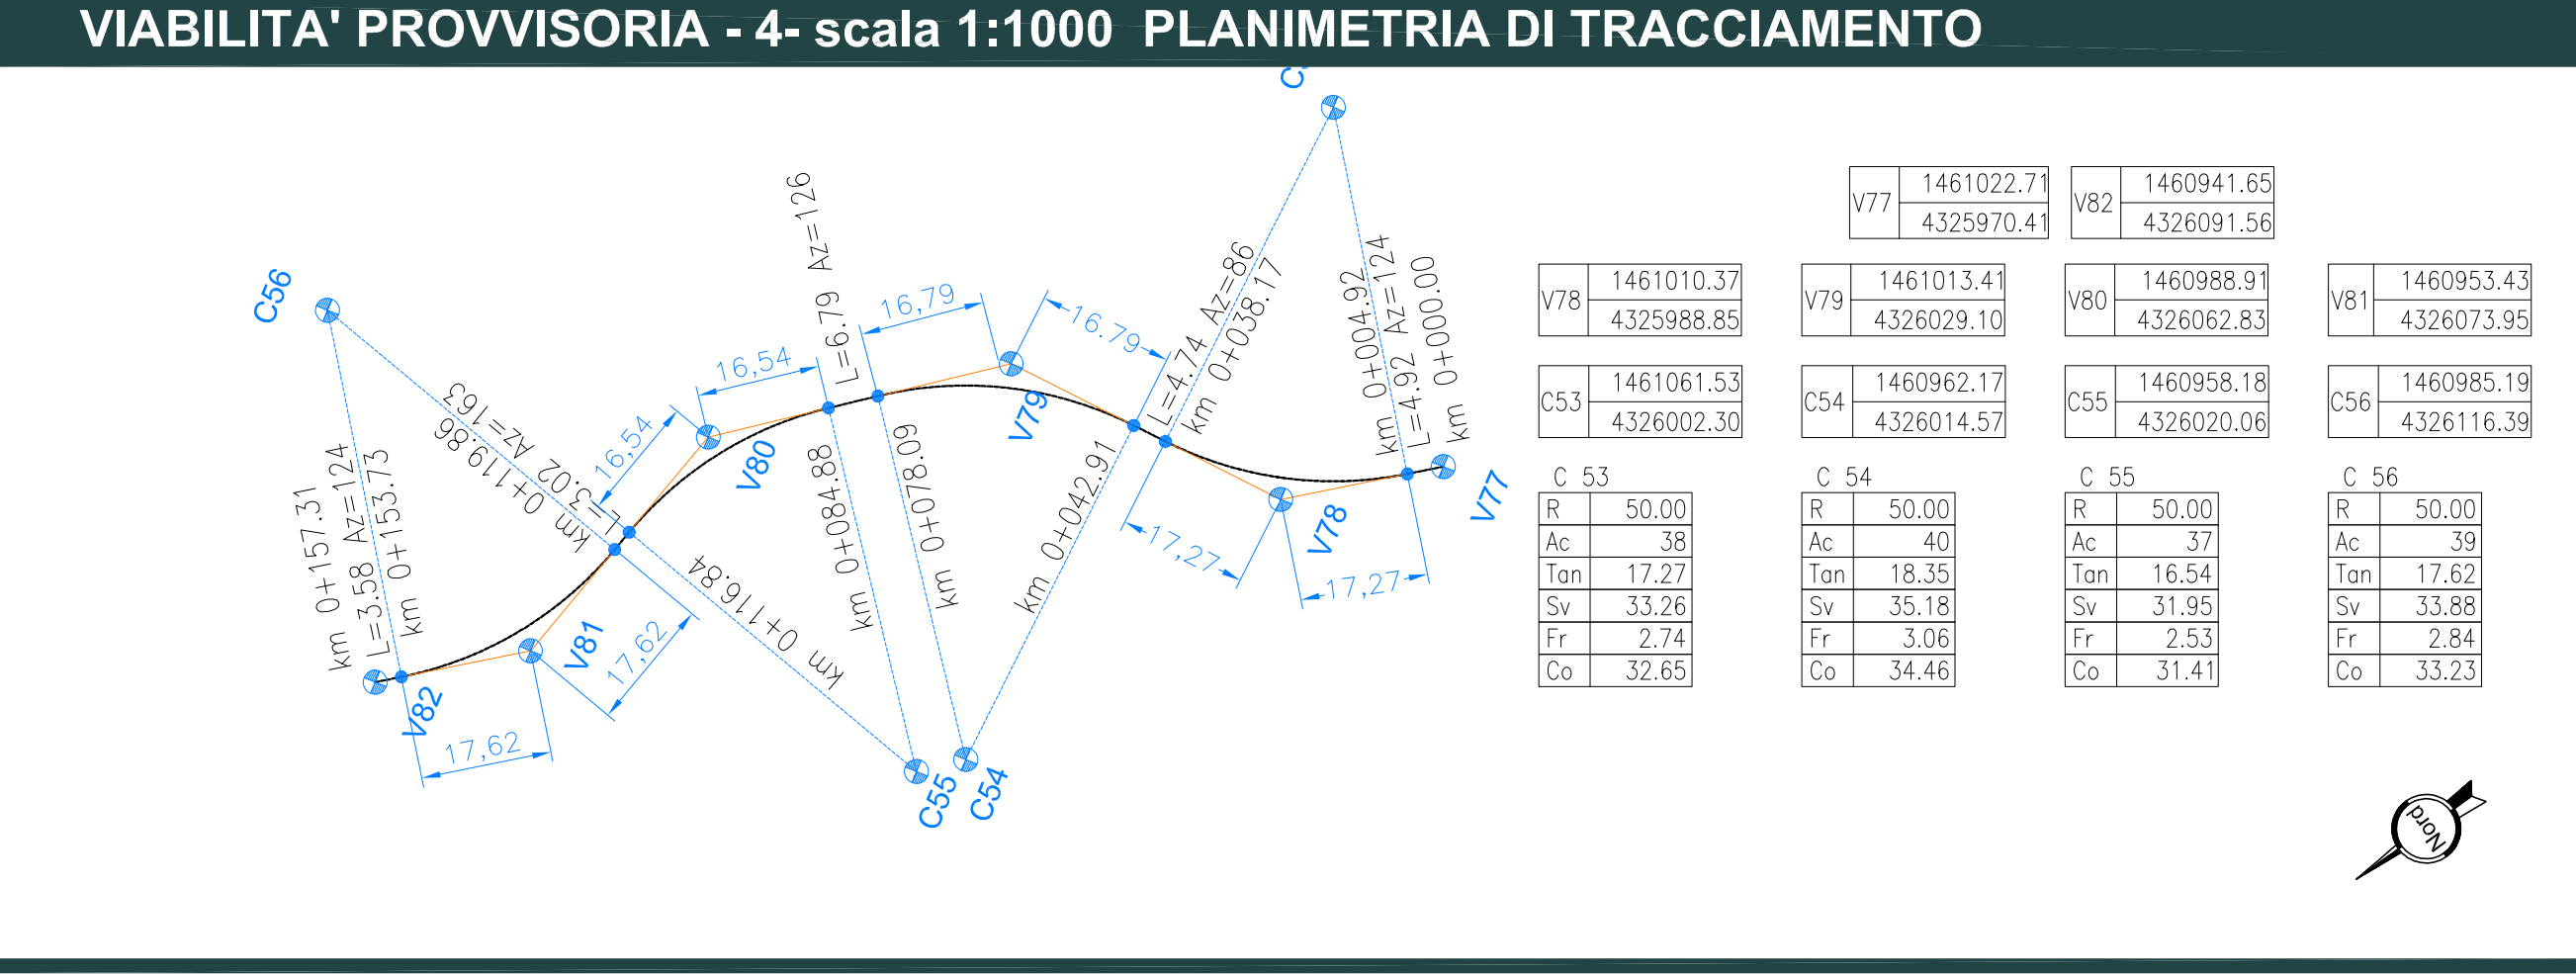 VIABILITA' PROVVISORIA - 4- scala 1:1000 PLANIMETRIA DI TRACCIAMENTO
C56
km 0+157.31
L=3.58 Az=124
km 0+153.73
V82
17,62
km 0+119.86
L=3.02 Az=163
km 0+116.84
V81
17,62
16,54
16,54
V80
L=6.79 Az=126
km 0+084.88
km 0+078.09
16,79
V79
16.79
C55
C54
km 0+042.91
L=4.74 Az=86
km 0+038.17
17,27
V78
17,27
km 0+004.92
L=4.92 Az=124
km 0+000.00
V77
V77 1461022.71
4325970.41
V82 1460941.65
4326091.56
V78 1461010.37
4325988.85
V79 1461013.41
4326029.10
V80 1460988.91
4326062.83
V81 1460953.43
4326073.95
C53 1461061.53
4326002.30
C54 1460962.17
4326014.57
C55 1460958.18
4326020.06
C56 1460985.19
4326116.39
C 53
R 50.00
Ac 38
Tan 17.27
Sv 33.26
Fr 2.74
Co 32.65
C 54
R 50.00
Ac 40
Tan 18.35
Sv 35.18
Fr 3.06
Co 34.46
C 55
R 50.00
Ac 37
Tan 16.54
Sv 31.95
Fr 2.53
Co 31.41
C 56
R 50.00
Ac 39
Tan 17.62
Sv 33.88
Fr 2.84
Co 33.23
Nord